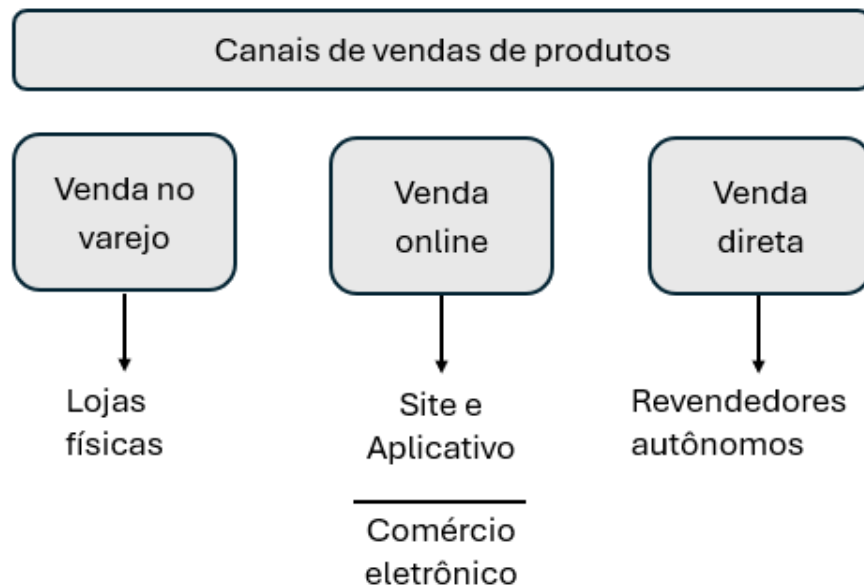 Canais de vendas de produtos
Venda no
varejo
Venda
online
Venda
direta
Lojas
físicas
Site e
Aplicativo
Comércio
eletrônico
Revendedores
autônomos